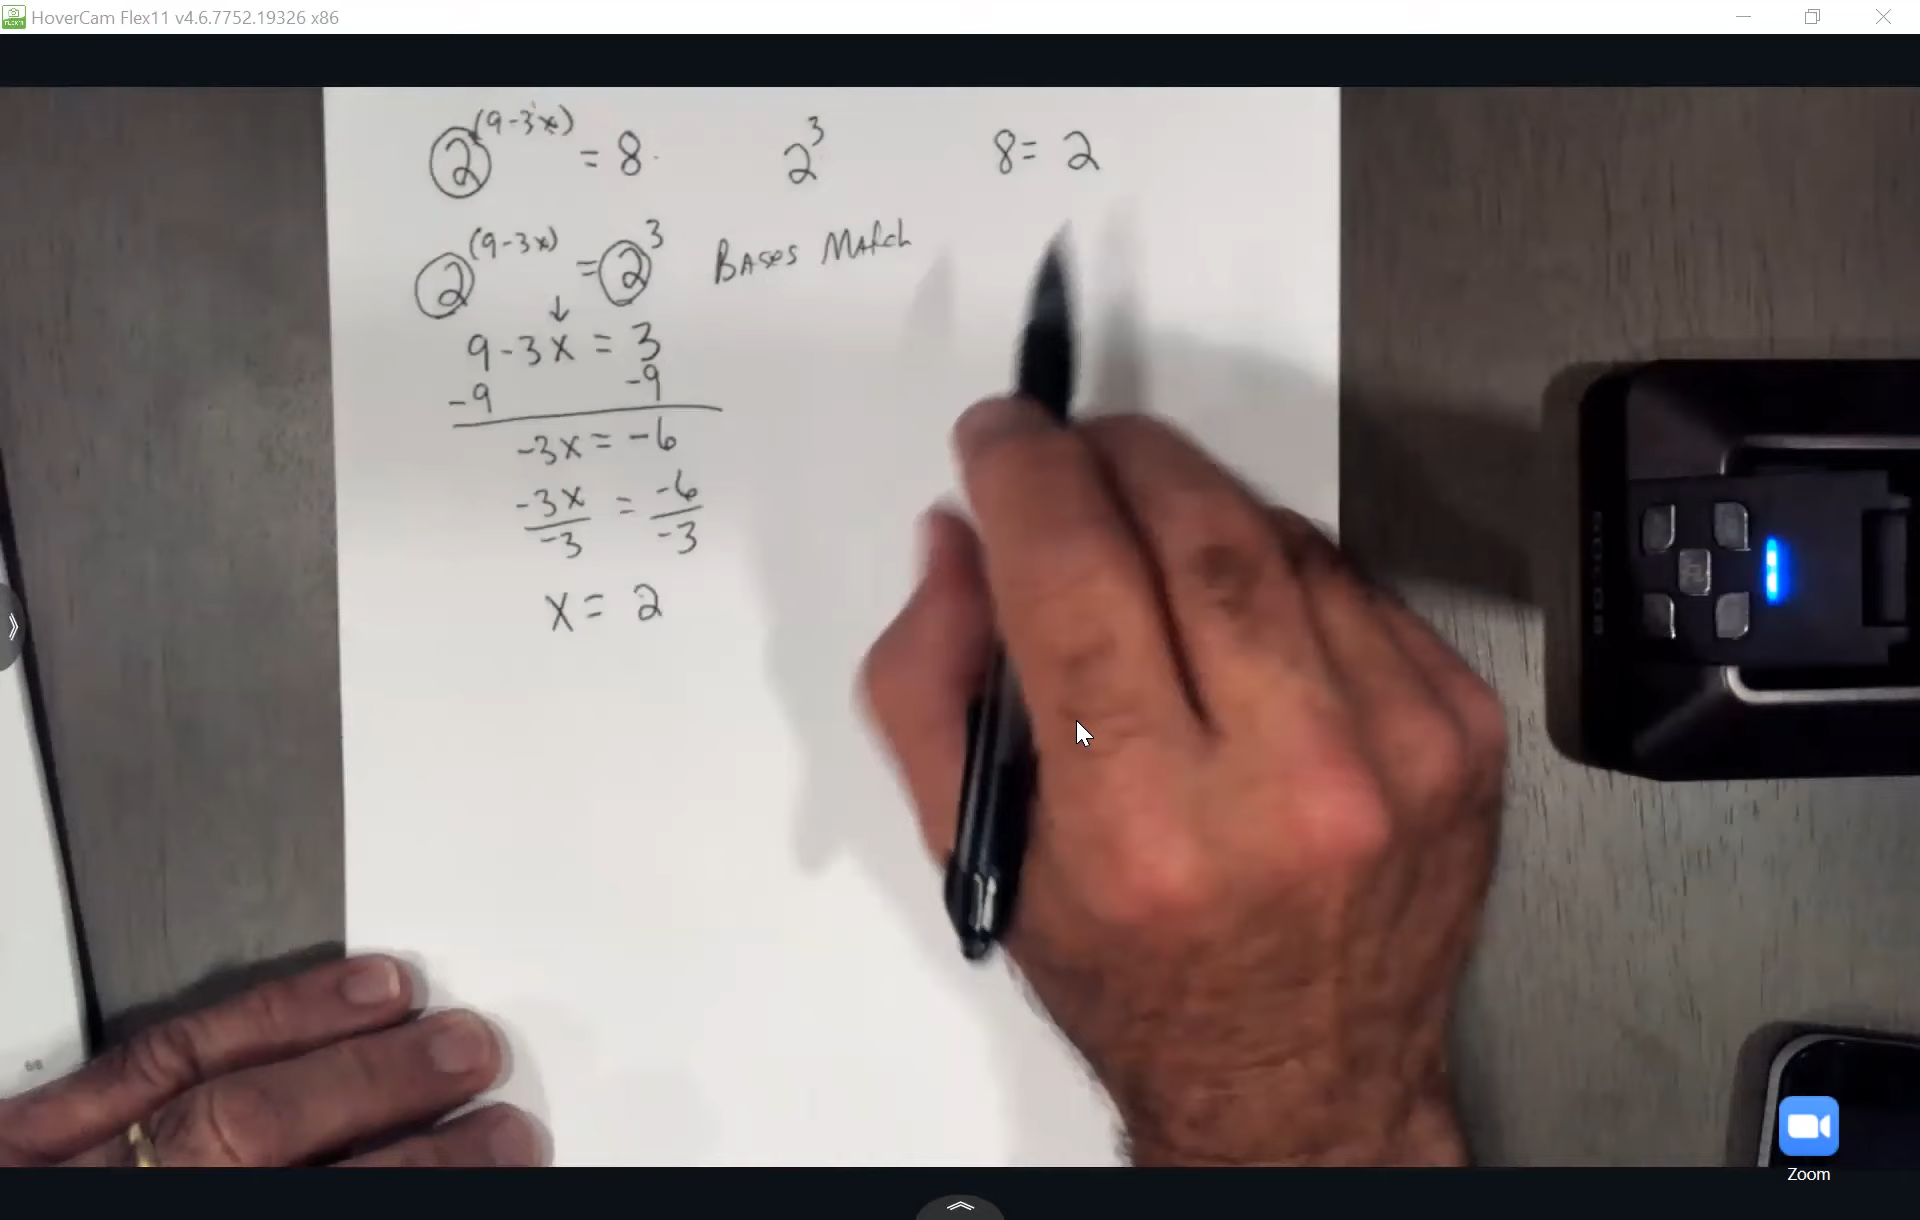 HoverCam Flex11 v4.6.7752.19326 x86
2^(9-3x) = 8 2^3 8= 2
2^(9-3x) = 2^3 Bases Match
↓
9-3x = 3
-9 -9
-3x = -6
-3x/-3 = -6/-3
x = 2
68
Zoom